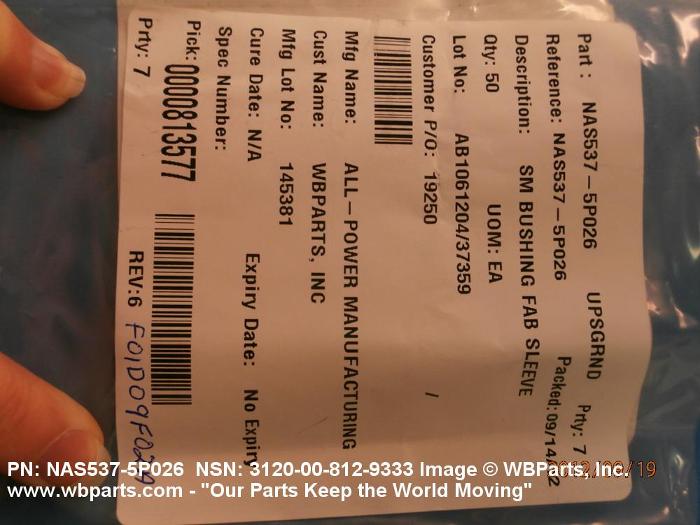 Part : NAS537-5P026 UPSGRND Prty: 7
Reference: NAS537-5P026 Packed: 09/14/
Description: SM BUSHING FAB SLEEVE
Qty: 50 UOM: EA
Lot No: AB1061204/37359
Customer P/O: 19250 /
Mfg Name: ALL-POWER MANUFACTURING
Cust Name: WBPARTS, INC
Mfg Lot No: 145381
Cure Date: N/A Expiry Date: No Expiry
Spec Number:
Pick: 0000813577
Prty: 7 REV:6
PN: NAS537-5P026 NSN: 3120-00-812-9333 Image © WBParts, Inc.
www.wbparts.com - "Our Parts Keep the World Moving"